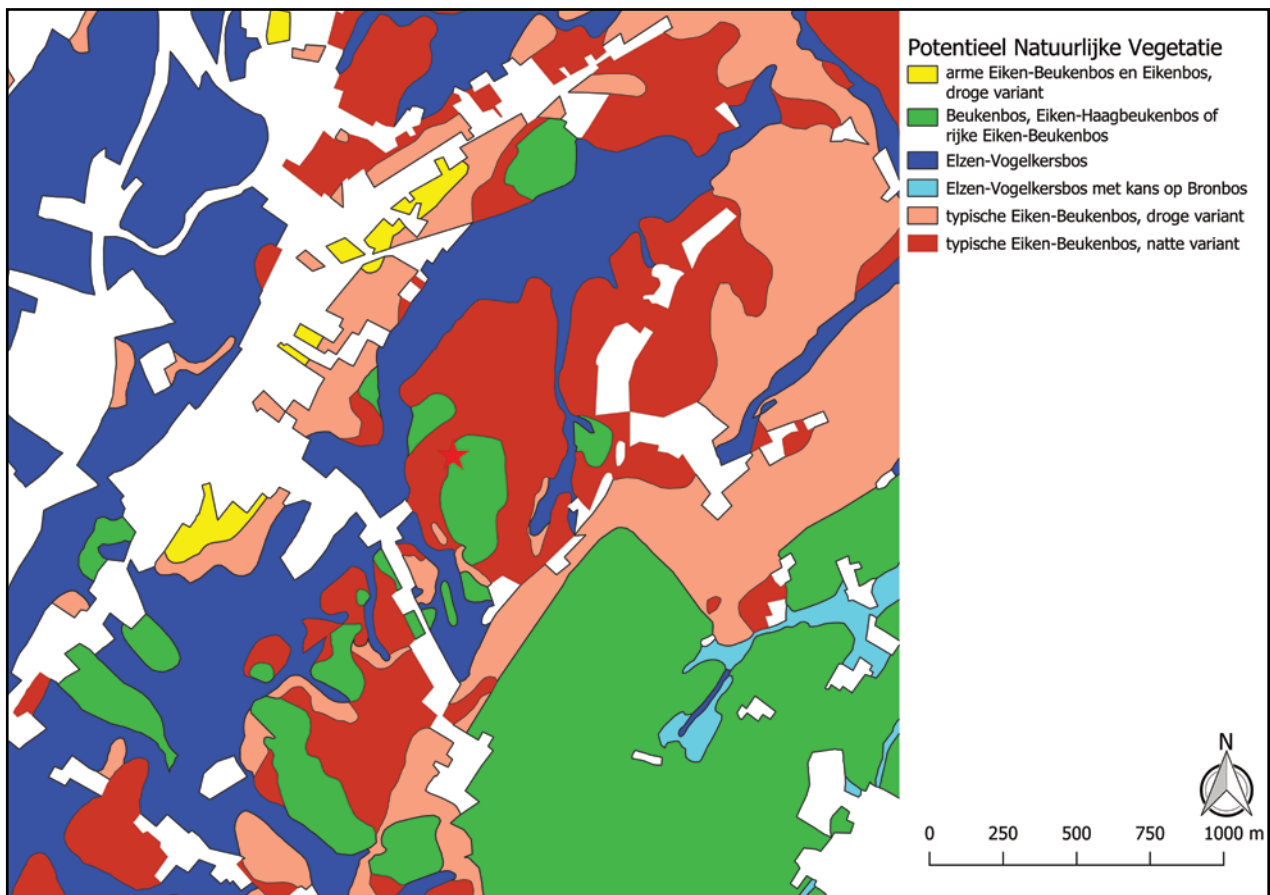 Potentieel Natuurlijke Vegetatie
arme Eiken-Beukenbos en Eikenbos,
droge variant
Beukenbos, Eiken-Haagbeukenbos of
rijke Eiken-Beukenbos
Elzen-Vogelkersbos
Elzen-Vogelkersbos met kans op Bronbos
typische Eiken-Beukenbos, droge variant
typische Eiken-Beukenbos, natte variant
N
0 250 500 750 1000 m